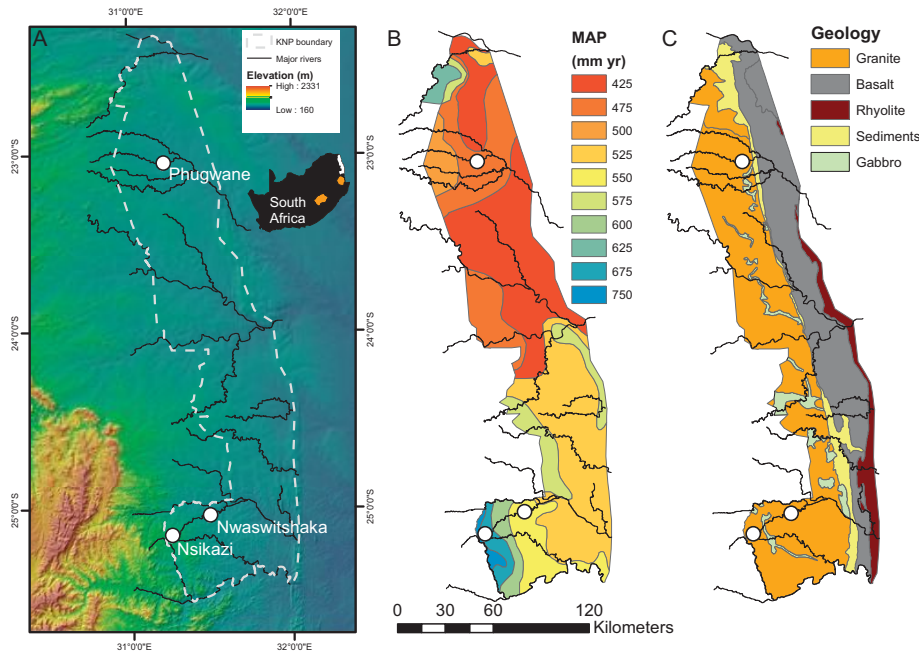 31°0'0"E
32°0'0"E
A
KNP boundary
Major rivers
Elevation (m)
High : 2331
Low : 160
23°0'0"S
24°0'0"S
25°0'0"S
Phugwane
South
Africa
Nwaswitshaka
Nsikazi
31°0'0"E
32°0'0"E
23°0'0"S
24°0'0"S
25°0'0"S
B
MAP
(mm yr)
425
475
500
525
550
575
600
625
675
750
0
30
60
120
Kilometers
C
Geology
Granite
Basalt
Rhyolite
Sediments
Gabbro